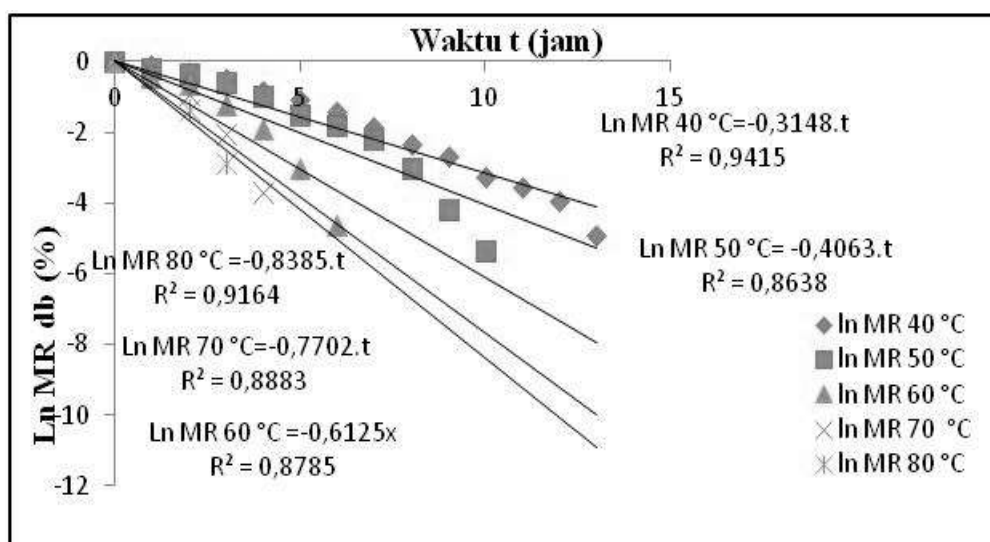 Waktu t (jam)
0
0
5
10
15
-2
-4
-6
-8
-10
-12
Ln MR db (%)
Ln MR 40 °C=-0,3148.t
R² = 0,9415
Ln MR 50 °C= -0,4063.t
R² = 0,8638
Ln MR 80 °C=-0,8385.t
R² = 0,9164
Ln MR 70 °C=-0,7702.t
R² = 0,8883
Ln MR 60 °C=-0,6125x
R² = 0,8785
ln MR 40 °C
ln MR 50 °C
ln MR 60 °C
ln MR 70 °C
ln MR 80 °C